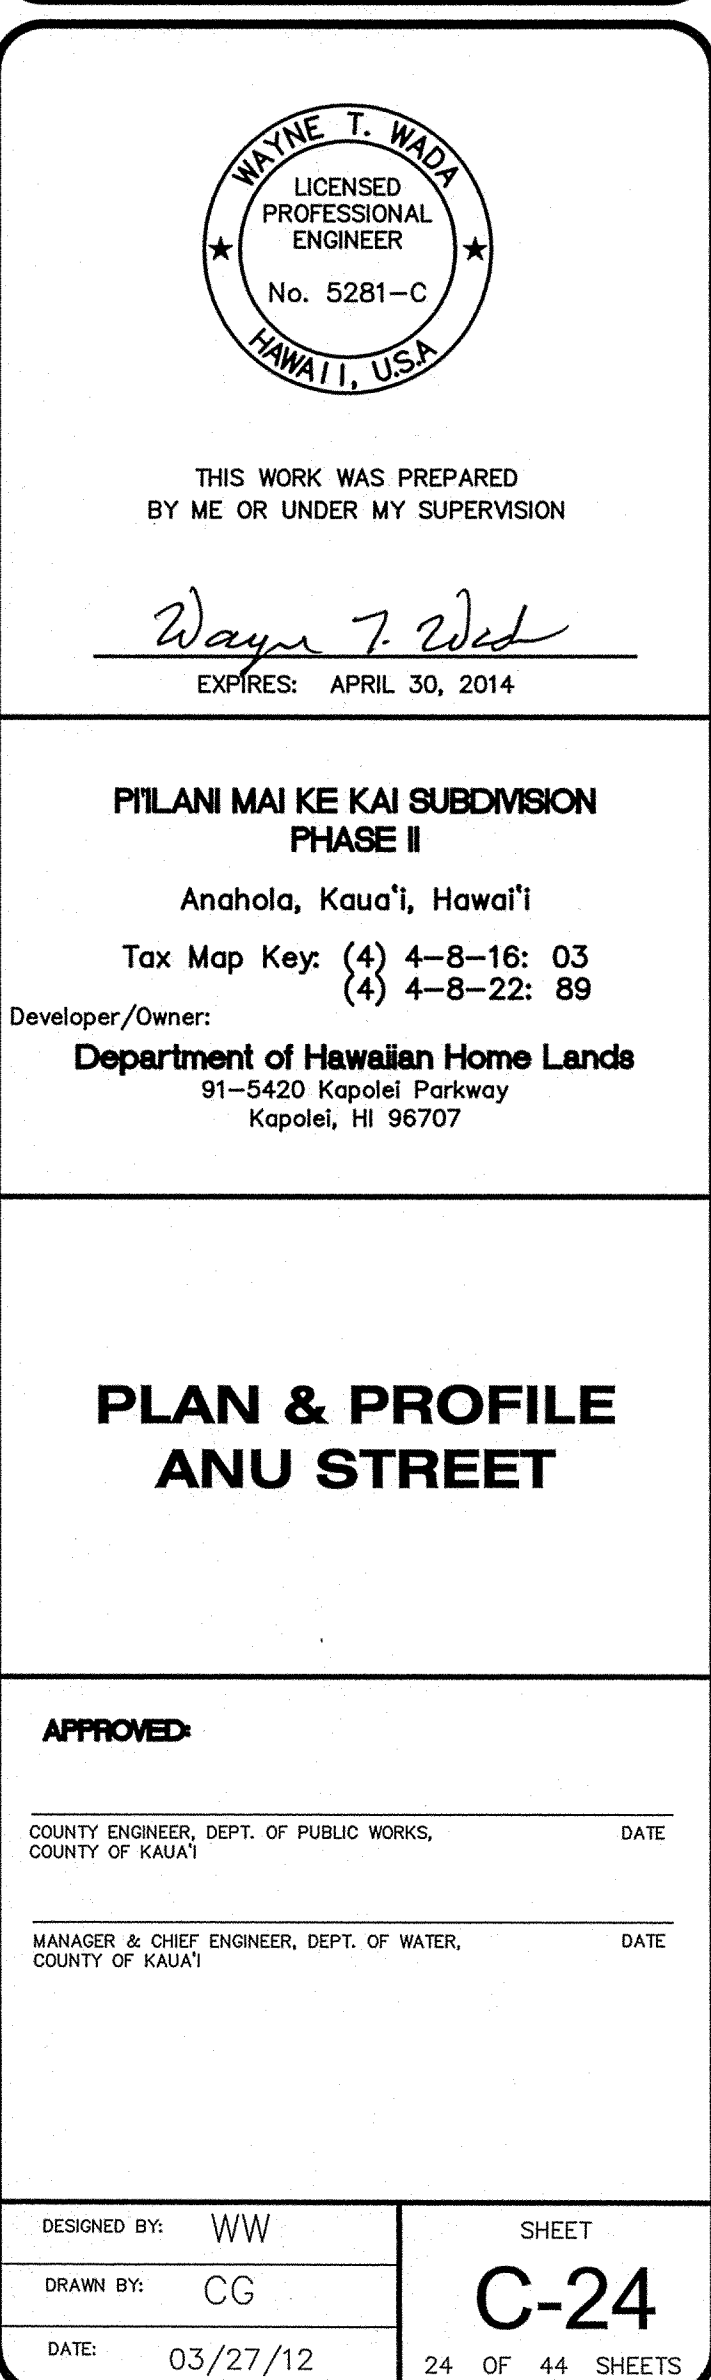 WAYNE T. WADA
LICENSED
PROFESSIONAL
ENGINEER
No. 5281-C
HAWAII, U.S.A
THIS WORK WAS PREPARED
BY ME OR UNDER MY SUPERVISION
Wayne T. Wada
EXPIRES: APRIL 30, 2014
PI'ILANI MAI KE KAI SUBDIVISION
PHASE II
Anahola, Kaua'i, Hawai'i
Tax Map Key: (4) 4-8-16: 03
(4) 4-8-22: 89
Developer/Owner:
Department of Hawaiian Home Lands
91-5420 Kapolei Parkway
Kapolei, HI 96707
PLAN & PROFILE
ANU STREET
APPROVED:
COUNTY ENGINEER, DEPT. OF PUBLIC WORKS, DATE
COUNTY OF KAUA'I
MANAGER & CHIEF ENGINEER, DEPT. OF WATER, DATE
COUNTY OF KAUA'I
DESIGNED BY: WW
DRAWN BY: CG
DATE: 03/27/12
SHEET
C-24
24 OF 44 SHEETS